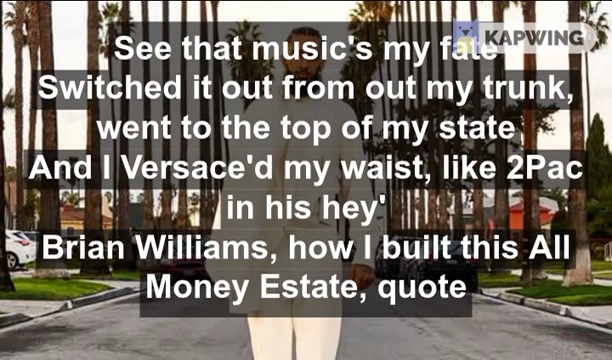 See that music's my fate
KAPWING
Switched it out from out my trunk,
went to the top of my state
And I Versace'd my waist, like 2Pac
in his hey'
Brian Williams, how I built this All
Money Estate, quote